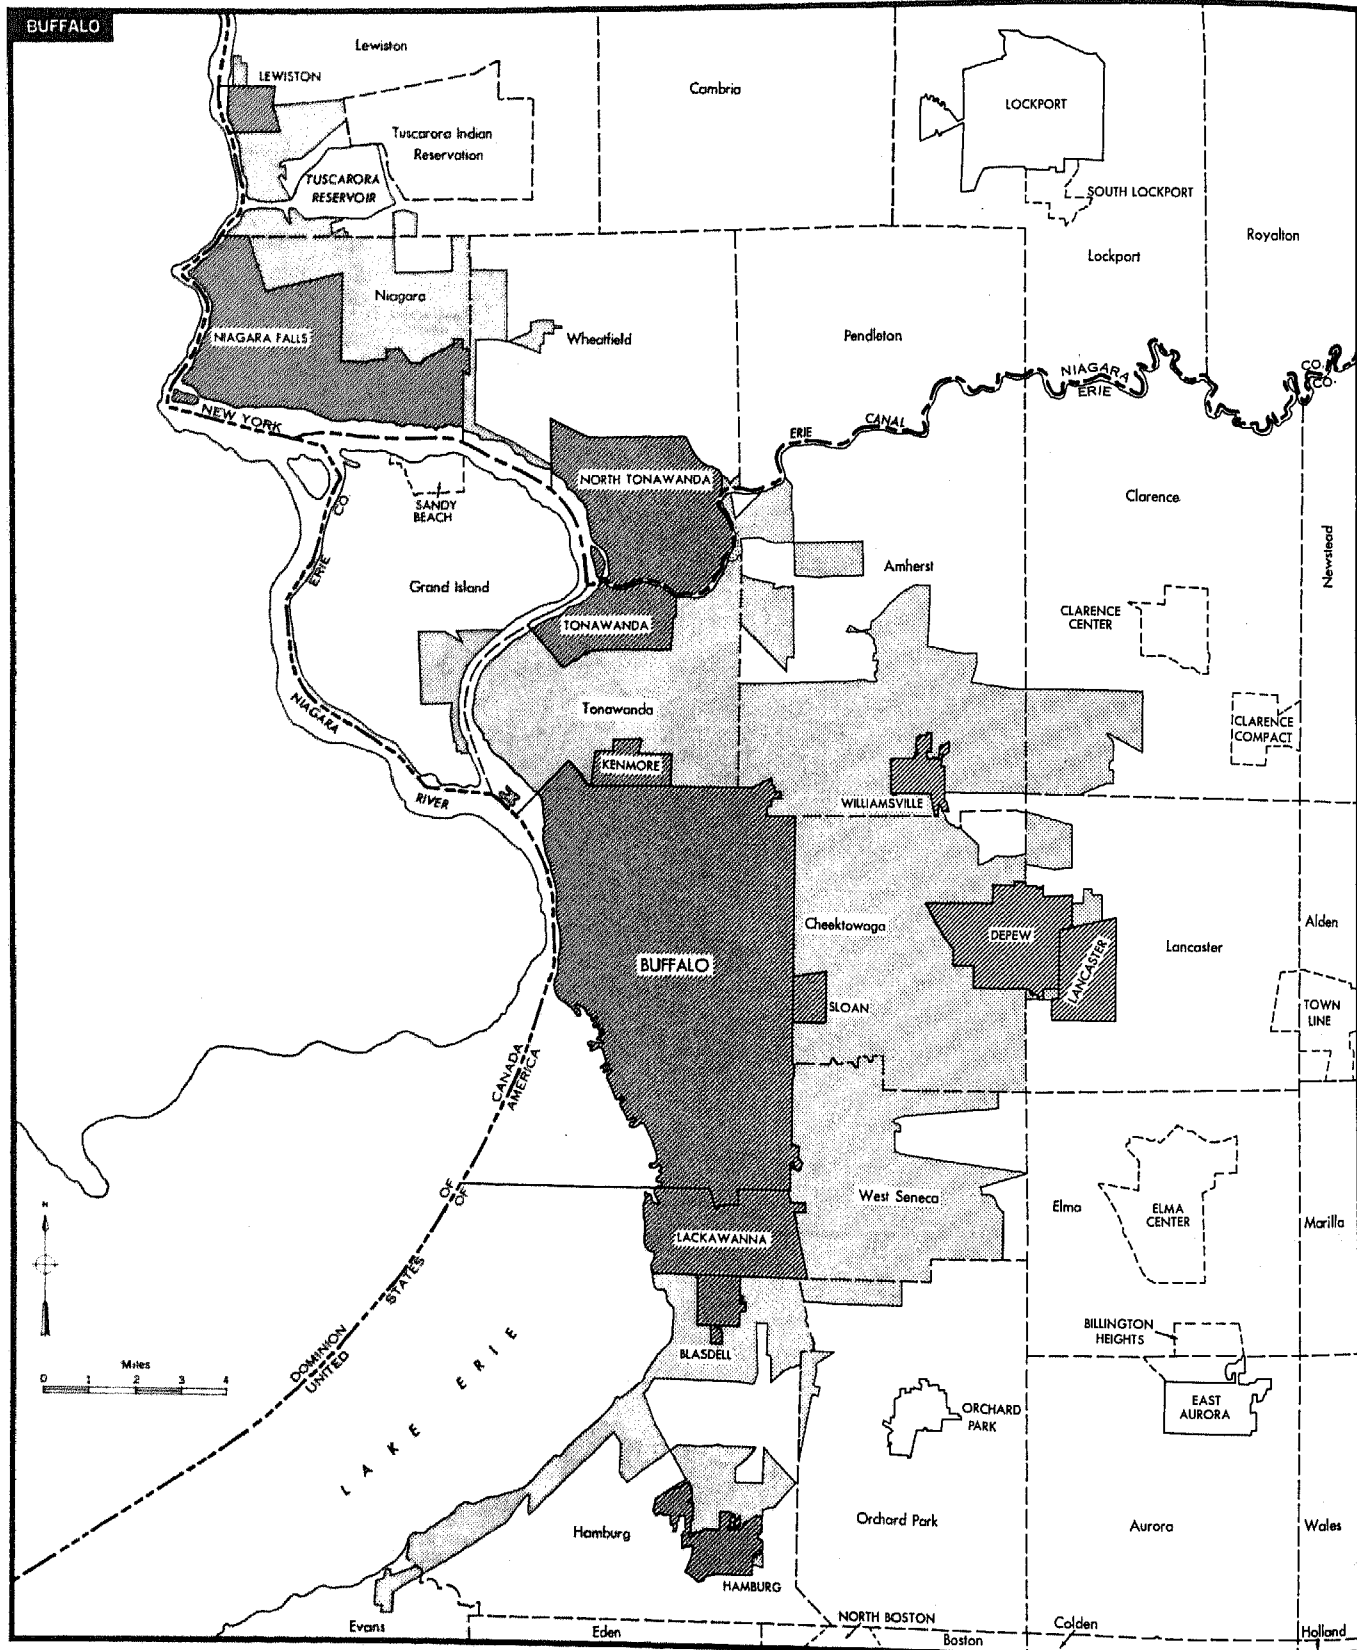 BUFFALO
Lewiston
LEWISTON
Cambria
LOCKPORT
Tuscarora Indian
Reservation
TUSCARORA
RESERVOIR
SOUTH LOCKPORT
Lockport
Royalton
Niagara
NIAGARA FALLS
Wheatfield
Pendleton
NIAGARA CO.
ERIE CO.
NEW YORK
ERIE CANAL
NORTH TONAWANDA
SANDY
BEACH
ERIE CO.
Clarence
Newstead
Grand Island
Amherst
TONAWANDA
CLARENCE
CENTER
NIAGARA RIVER
Tonawanda
CLARENCE
COMPACT
KENMORE
WILLIAMSVILLE
Cheektowaga
DEPEW
LANCASTER
Lancaster
Alden
BUFFALO
SLOAN
TOWN
LINE
DOMINION OF CANADA
UNITED STATES OF AMERICA
West Seneca
Elma
ELMA
CENTER
Marilla
LACKAWANNA
N
BLASDELL
BILLINGTON
HEIGHTS
Miles
0 1 2 3 4
LAKE ERIE
ORCHARD
PARK
EAST
AURORA
Hamburg
Orchard Park
Aurora
Wales
HAMBURG
NORTH BOSTON
Evans
Eden
Boston
Colden
Holland